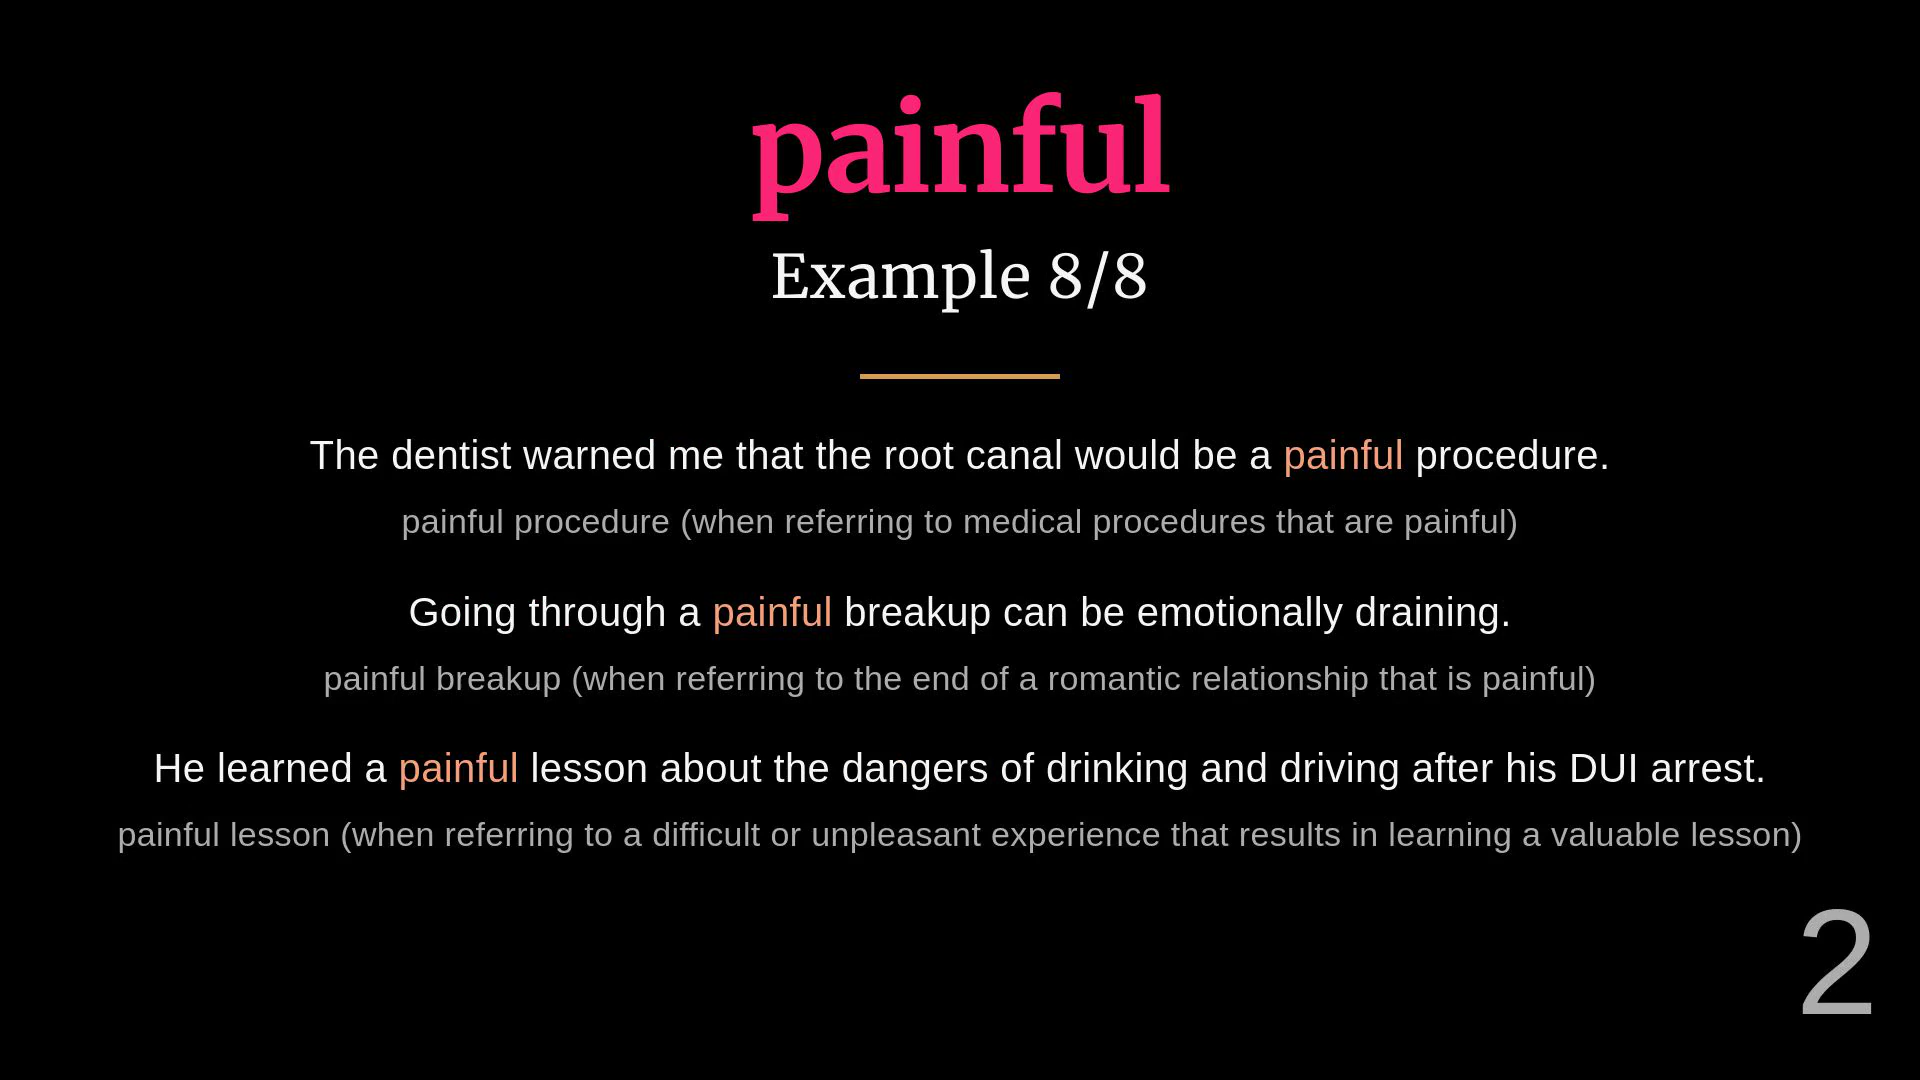 painful
Example 8/8
The dentist warned me that the root canal would be a painful procedure.
painful procedure (when referring to medical procedures that are painful)
Going through a painful breakup can be emotionally draining.
painful breakup (when referring to the end of a romantic relationship that is painful)
He learned a painful lesson about the dangers of drinking and driving after his DUI arrest.
painful lesson (when referring to a difficult or unpleasant experience that results in learning a valuable lesson)
2